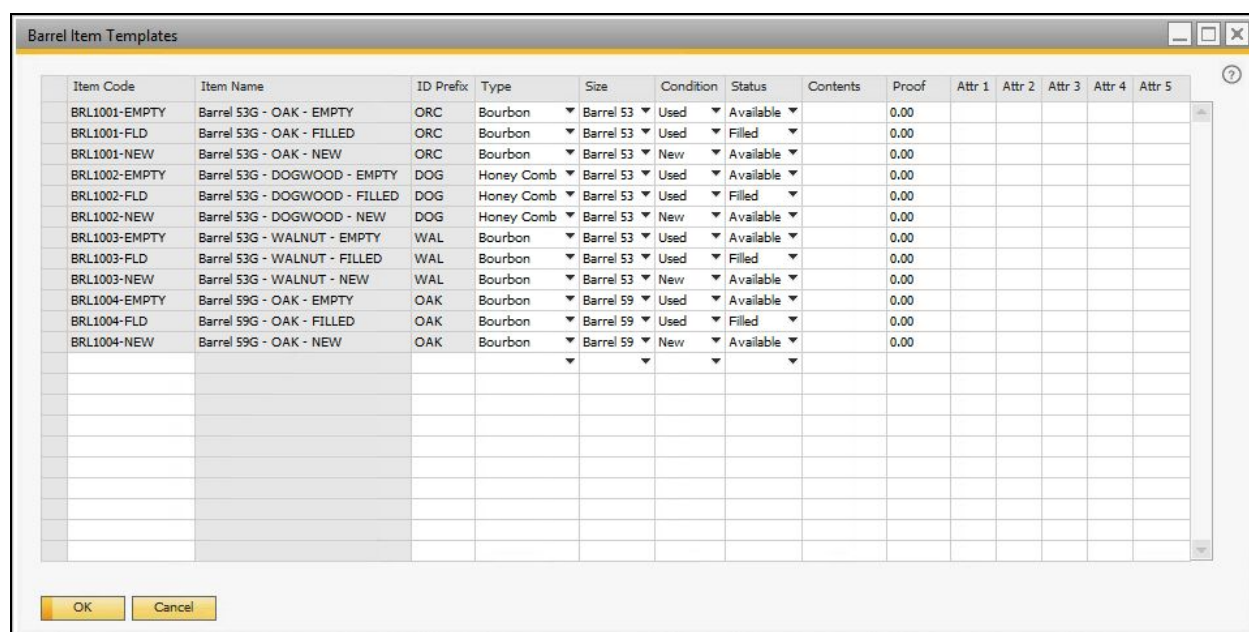 Barrel Item Templates
Item Code Item Name ID Prefix Type Size Condition Status Contents Proof Attr 1 Attr 2 Attr 3 Attr 4 Attr 5
BRL1001-EMPTY Barrel 53G - OAK - EMPTY ORC Bourbon Barrel 53 Used Available 0.00
BRL1001-FLD Barrel 53G - OAK - FILLED ORC Bourbon Barrel 53 Used Filled 0.00
BRL1001-NEW Barrel 53G - OAK - NEW ORC Bourbon Barrel 53 New Available 0.00
BRL1002-EMPTY Barrel 53G - DOGWOOD - EMPTY DOG Honey Comb Barrel 53 Used Available 0.00
BRL1002-FLD Barrel 53G - DOGWOOD - FILLED DOG Honey Comb Barrel 53 Used Filled 0.00
BRL1002-NEW Barrel 53G - DOGWOOD - NEW DOG Honey Comb Barrel 53 New Available 0.00
BRL1003-EMPTY Barrel 53G - WALNUT - EMPTY WAL Bourbon Barrel 53 Used Available 0.00
BRL1003-FLD Barrel 53G - WALNUT - FILLED WAL Bourbon Barrel 53 Used Filled 0.00
BRL1003-NEW Barrel 53G - WALNUT - NEW WAL Bourbon Barrel 53 New Available 0.00
BRL1004-EMPTY Barrel 59G - OAK - EMPTY OAK Bourbon Barrel 59 Used Available 0.00
BRL1004-FLD Barrel 59G - OAK - FILLED OAK Bourbon Barrel 59 Used Filled 0.00
BRL1004-NEW Barrel 59G - OAK - NEW OAK Bourbon Barrel 59 New Available 0.00
OK Cancel